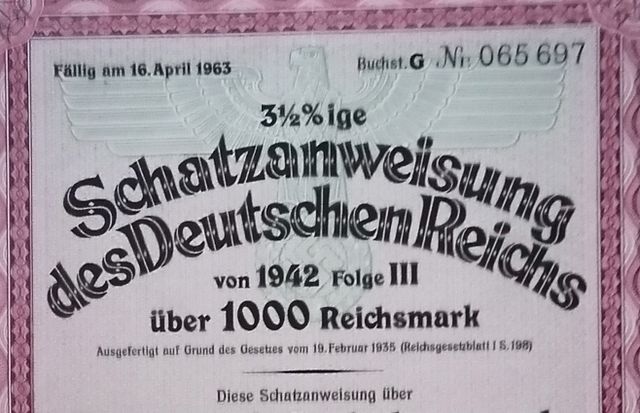 Fällig am 16. April 1963
Buchst. G Nr. 065 697
3½%ige
Schatzanweisung
des Deutschen Reichs
von 1942 Folge III
über 1000 Reichsmark
Ausgefertigt auf Grund des Gesetzes vom 19. Februar 1935 (Reichsgesetzblatt I S. 198)
Diese Schatzanweisung über